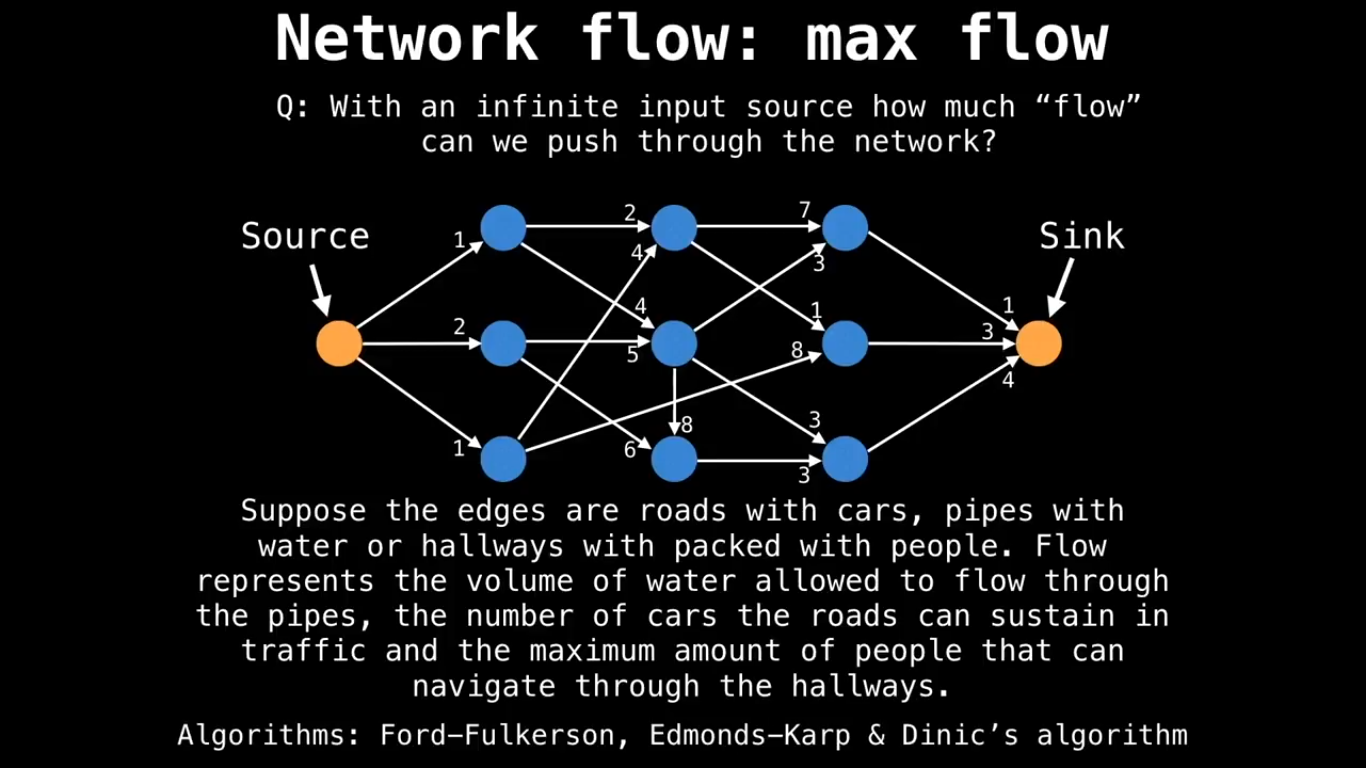 Network flow: max flow
Q: With an infinite input source how much “flow”
can we push through the network?
Source
Sink
1
2
7
4
3
1
2
4
5
1
8
3
1
4
1
6
8
3
3
Suppose the edges are roads with cars, pipes with
water or hallways with packed with people. Flow
represents the volume of water allowed to flow through
the pipes, the number of cars the roads can sustain in
traffic and the maximum amount of people that can
navigate through the hallways.
Algorithms: Ford–Fulkerson, Edmonds–Karp & Dinic’s algorithm